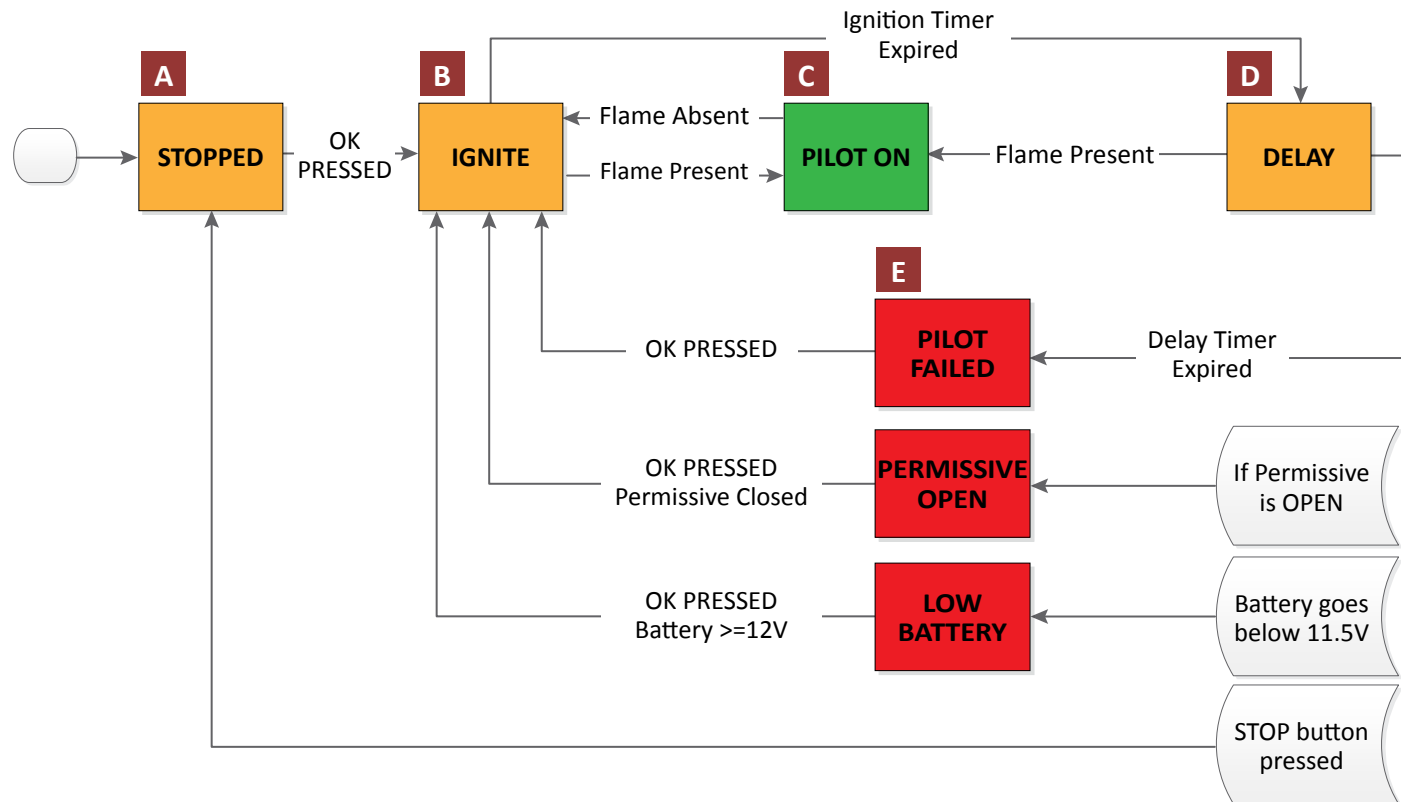 Ignition Timer
Expired
A
B
C
D
STOPPED
OK
PRESSED
IGNITE
Flame Absent
Flame Present
PILOT ON
Flame Present
DELAY
E
OK PRESSED
PILOT
FAILED
Delay Timer
Expired
OK PRESSED
Permissive Closed
PERMISSIVE
OPEN
If Permissive
is OPEN
OK PRESSED
Battery >=12V
LOW
BATTERY
Battery goes
below 11.5V
STOP button
pressed